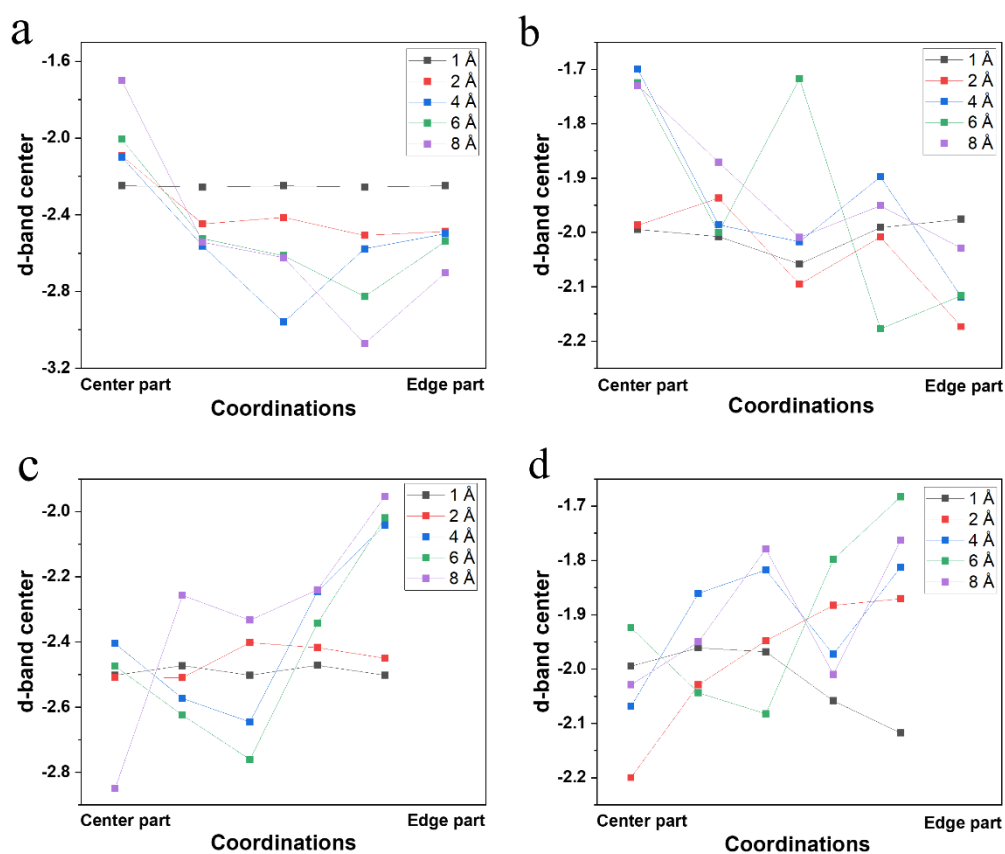 a
-1.6
-2.0
-2.4
-2.8
-3.2
d-band center
1 Å
2 Å
4 Å
6 Å
8 Å
Center part
Edge part
Coordinations
b
-1.7
-1.8
-1.9
-2.0
-2.1
-2.2
d-band center
1 Å
2 Å
4 Å
6 Å
8 Å
Center part
Edge part
Coordinations
c
-2.0
-2.2
-2.4
-2.6
-2.8
d-band center
1 Å
2 Å
4 Å
6 Å
8 Å
Center part
Edge part
Coordinations
d
-1.7
-1.8
-1.9
-2.0
-2.1
-2.2
d-band center
1 Å
2 Å
4 Å
6 Å
8 Å
Center part
Edge part
Coordinations